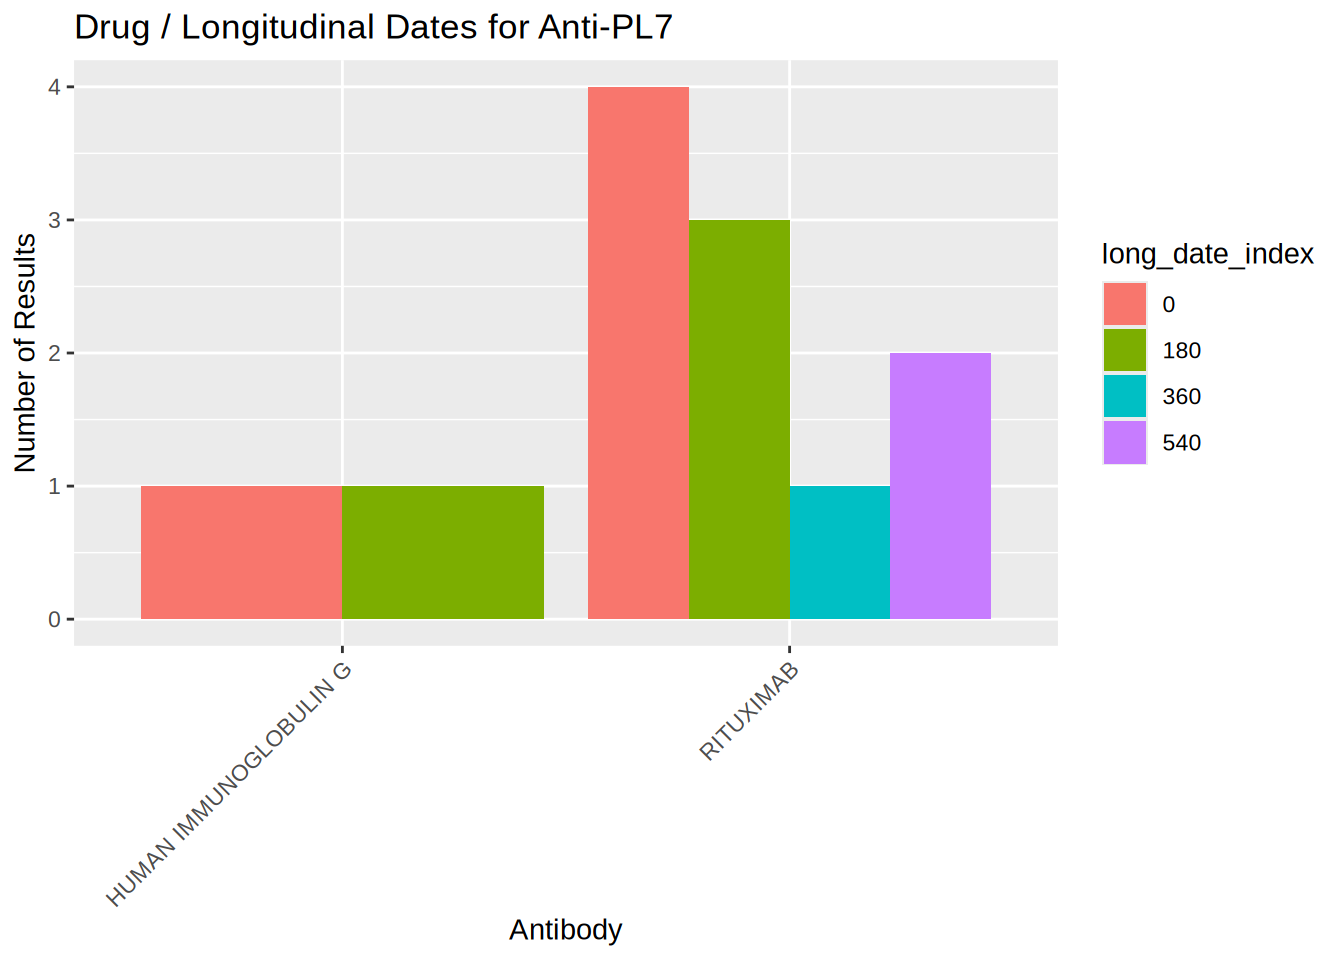 Drug / Longitudinal Dates for Anti-PL7
4
3
2
1
0
Number of Results
HUMAN IMMUNOGLOBULIN G
RITUXIMAB
Antibody
long_date_index
0
180
360
540